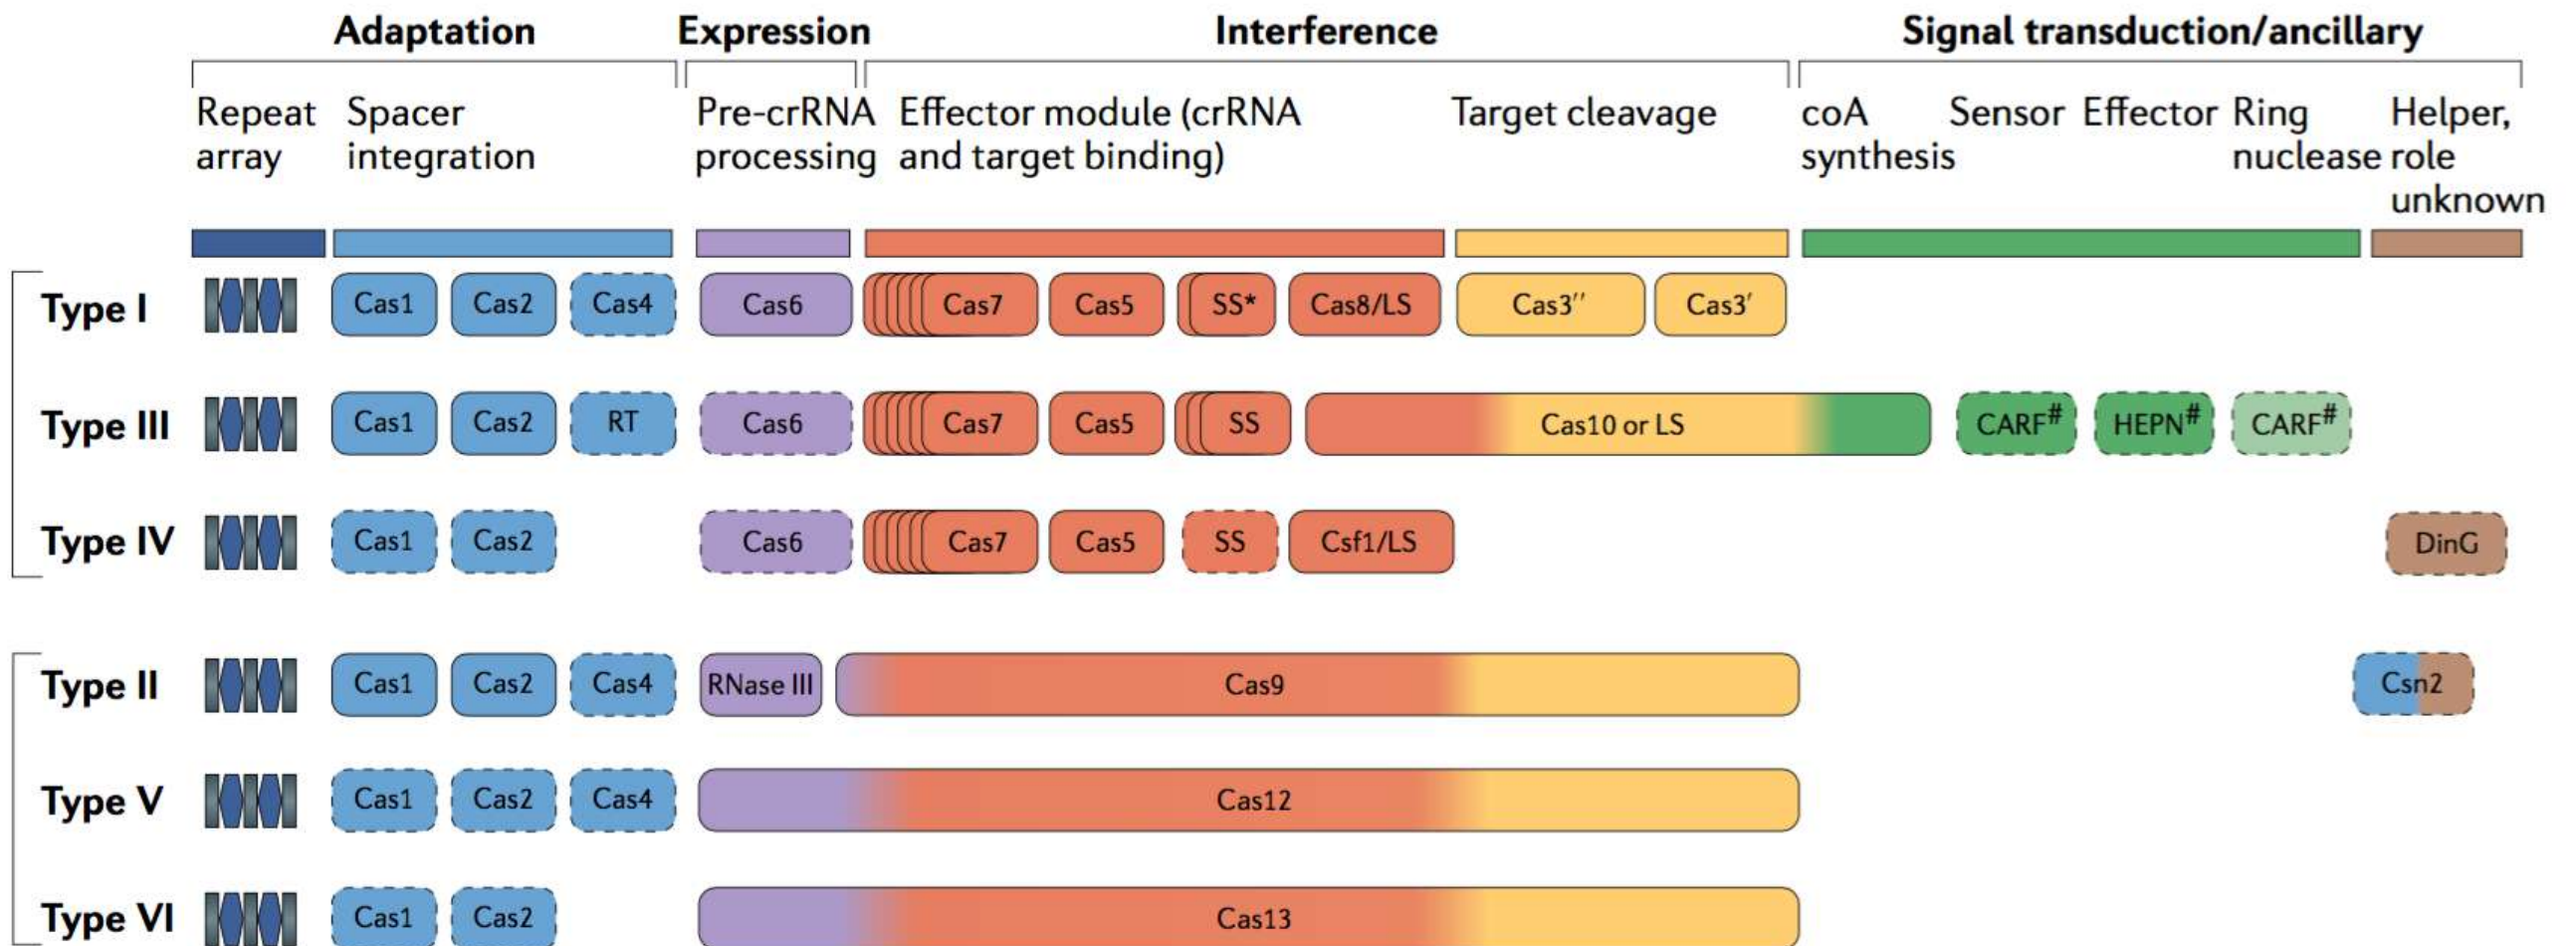 Adaptation Expression Interference Signal transduction/ancillary
Repeat array
Spacer integration
Pre-crRNA processing
Effector module (crRNA and target binding)
Target cleavage
coA synthesis
Sensor
Effector
Ring nuclease
Helper, role unknown
Type I Cas1 Cas2 Cas4 Cas6 Cas7 Cas5 SS* Cas8/LS Cas3′′ Cas3′
Type III Cas1 Cas2 RT Cas6 Cas7 Cas5 SS Cas10 or LS CARF# HEPN# CARF#
Type IV Cas1 Cas2 Cas6 Cas7 Cas5 SS Csf1/LS DinG
Type II Cas1 Cas2 Cas4 RNase III Cas9 Csn2
Type V Cas1 Cas2 Cas4 Cas12
Type VI Cas1 Cas2 Cas13